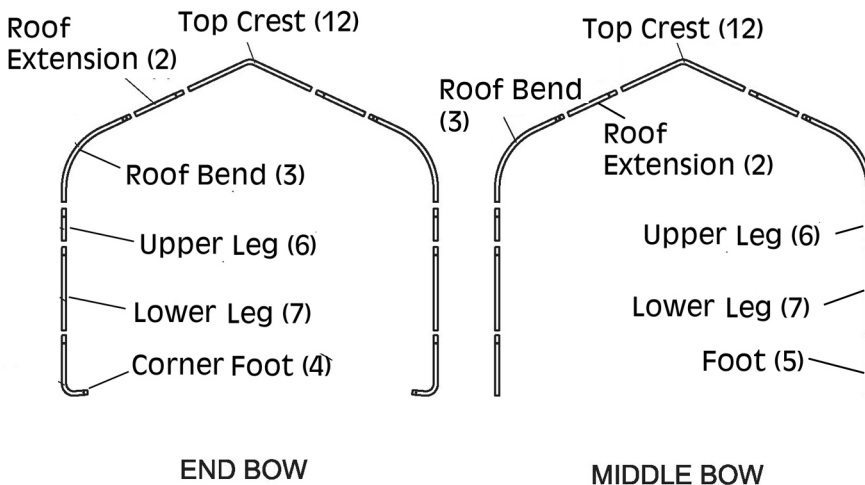 Roof
Extension (2)
Top Crest (12)
Roof Bend (3)
Upper Leg (6)
Lower Leg (7)
Corner Foot (4)
END BOW
Top Crest (12)
Roof Bend
(3)
Roof
Extension (2)
Upper Leg (6)
Lower Leg (7)
Foot (5)
MIDDLE BOW